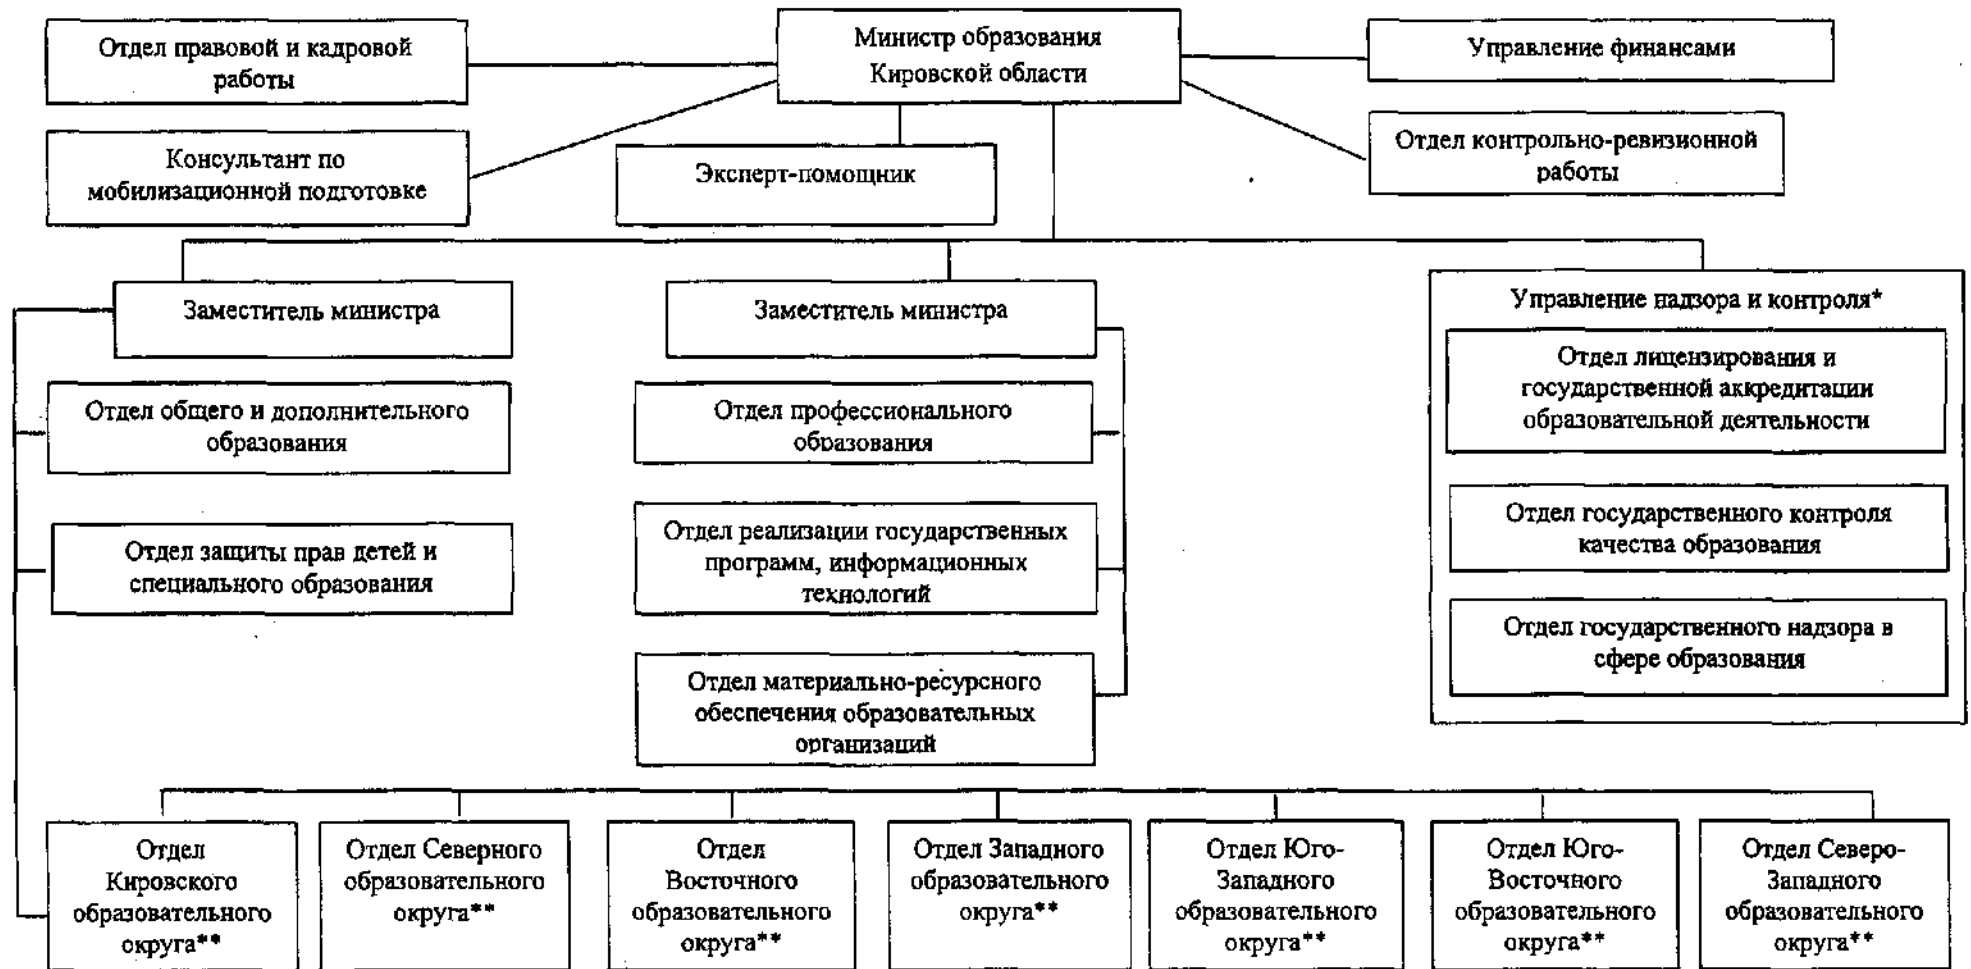 Отдел правовой и кадровой
работы
Министр образования
Кировской области
Управление финансами
Консультант по
мобилизационной подготовке
Эксперт-помощник
Отдел контрольно-ревизионной
работы
Заместитель министра
Заместитель министра
Управление надзора и контроля*
Отдел общего и дополнительного
образования
Отдел защиты прав детей и
специального образования
Отдел профессионального
образования
Отдел реализации государственных
программ, информационных
технологий
Отдел материально-ресурсного
обеспечения образовательных
организаций
Отдел лицензирования и
государственной аккредитации
образовательной деятельности
Отдел государственного контроля
качества образования
Отдел государственного надзора в
сфере образования
Отдел
Кировского
образовательного
округа**
Отдел Северного
образовательного
округа**
Отдел
Восточного
образовательного
округа**
Отдел Западного
образовательного
округа**
Отдел Юго-
Западного
образовательного
округа**
Отдел Юго-
Восточного
образовательного
округа**
Отдел Северо-
Западного
образовательного
округа**